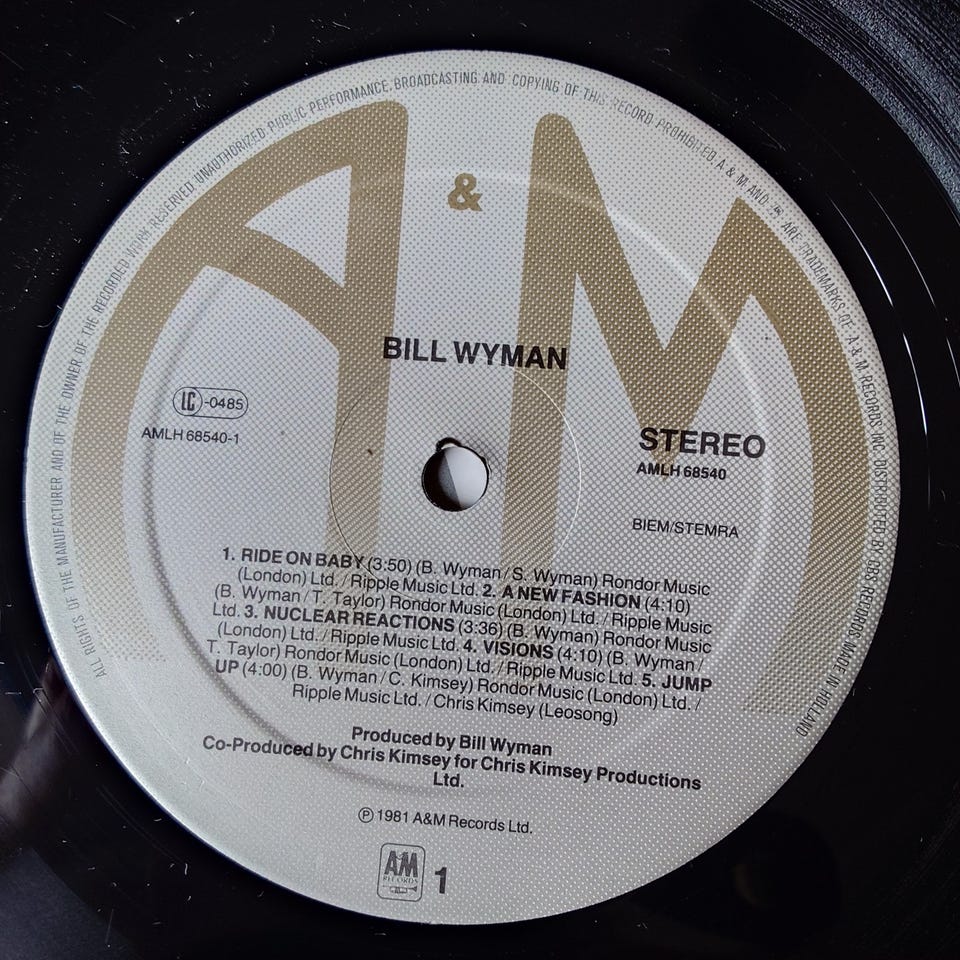 ALL RIGHTS OF THE MANUFACTURER AND OF THE OWNER OF THE RECORDED WORK RESERVED UNAUTHORIZED PUBLIC PERFORMANCE, BROADCASTING AND COPYING OF THIS RECORD PROHIBITED A & M AND ARE TRADEMARKS OF A & M RECORDS INC. DISTRIBUTED BY CBS RECORDS. MADE IN HOLLAND
A & M
BILL WYMAN
LC -0485
AMLH 68540-1
STEREO
AMLH 68540
BIEM/STEMRA
1. RIDE ON BABY (3:50) (B. Wyman/S. Wyman) Rondor Music
(London) Ltd./Ripple Music Ltd. 2. A NEW FASHION (4:10)
(B. Wyman/T. Taylor) Rondor Music (London) Ltd./Ripple Music
Ltd. 3. NUCLEAR REACTIONS (3:36) (B. Wyman) Rondor Music
(London) Ltd./Ripple Music Ltd. 4. VISIONS (4:10) (B. Wyman/
T. Taylor) Rondor Music (London) Ltd./Ripple Music Ltd. 5. JUMP
UP (4:00) (B. Wyman/C. Kimsey) Rondor Music (London) Ltd./
Ripple Music Ltd./Chris Kimsey (Leosong)
Produced by Bill Wyman
Co-Produced by Chris Kimsey for Chris Kimsey Productions
Ltd.
℗ 1981 A&M Records Ltd.
AM
RECORDS
1